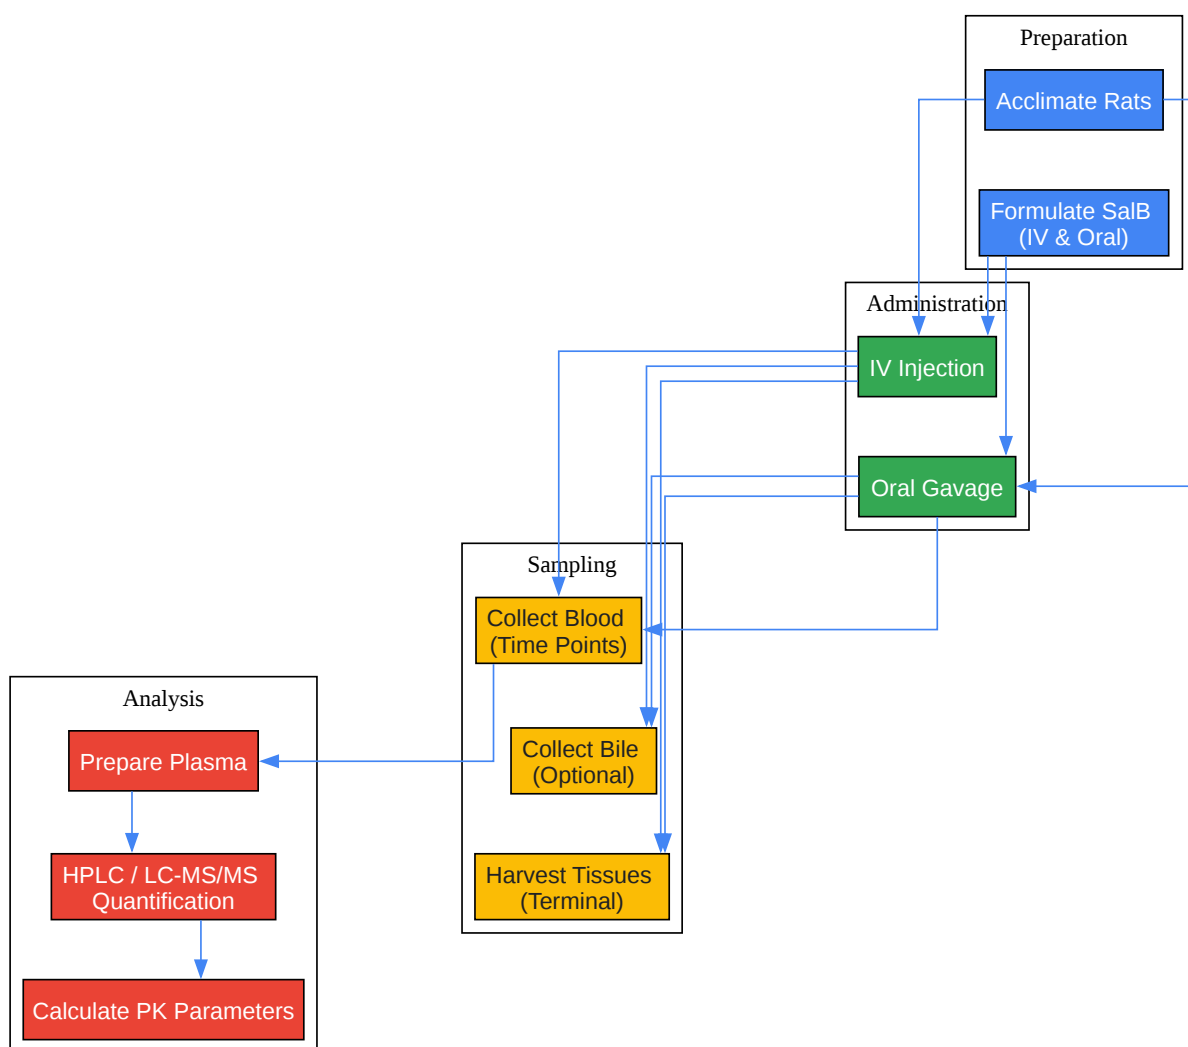 Preparation
Acclimate Rats
Formulate SalB
(IV & Oral)
Administration
IV Injection
Oral Gavage
Sampling
Collect Blood
(Time Points)
Collect Bile
(Optional)
Harvest Tissues
(Terminal)
Analysis
Prepare Plasma
HPLC / LC-MS/MS
Quantification
Calculate PK Parameters